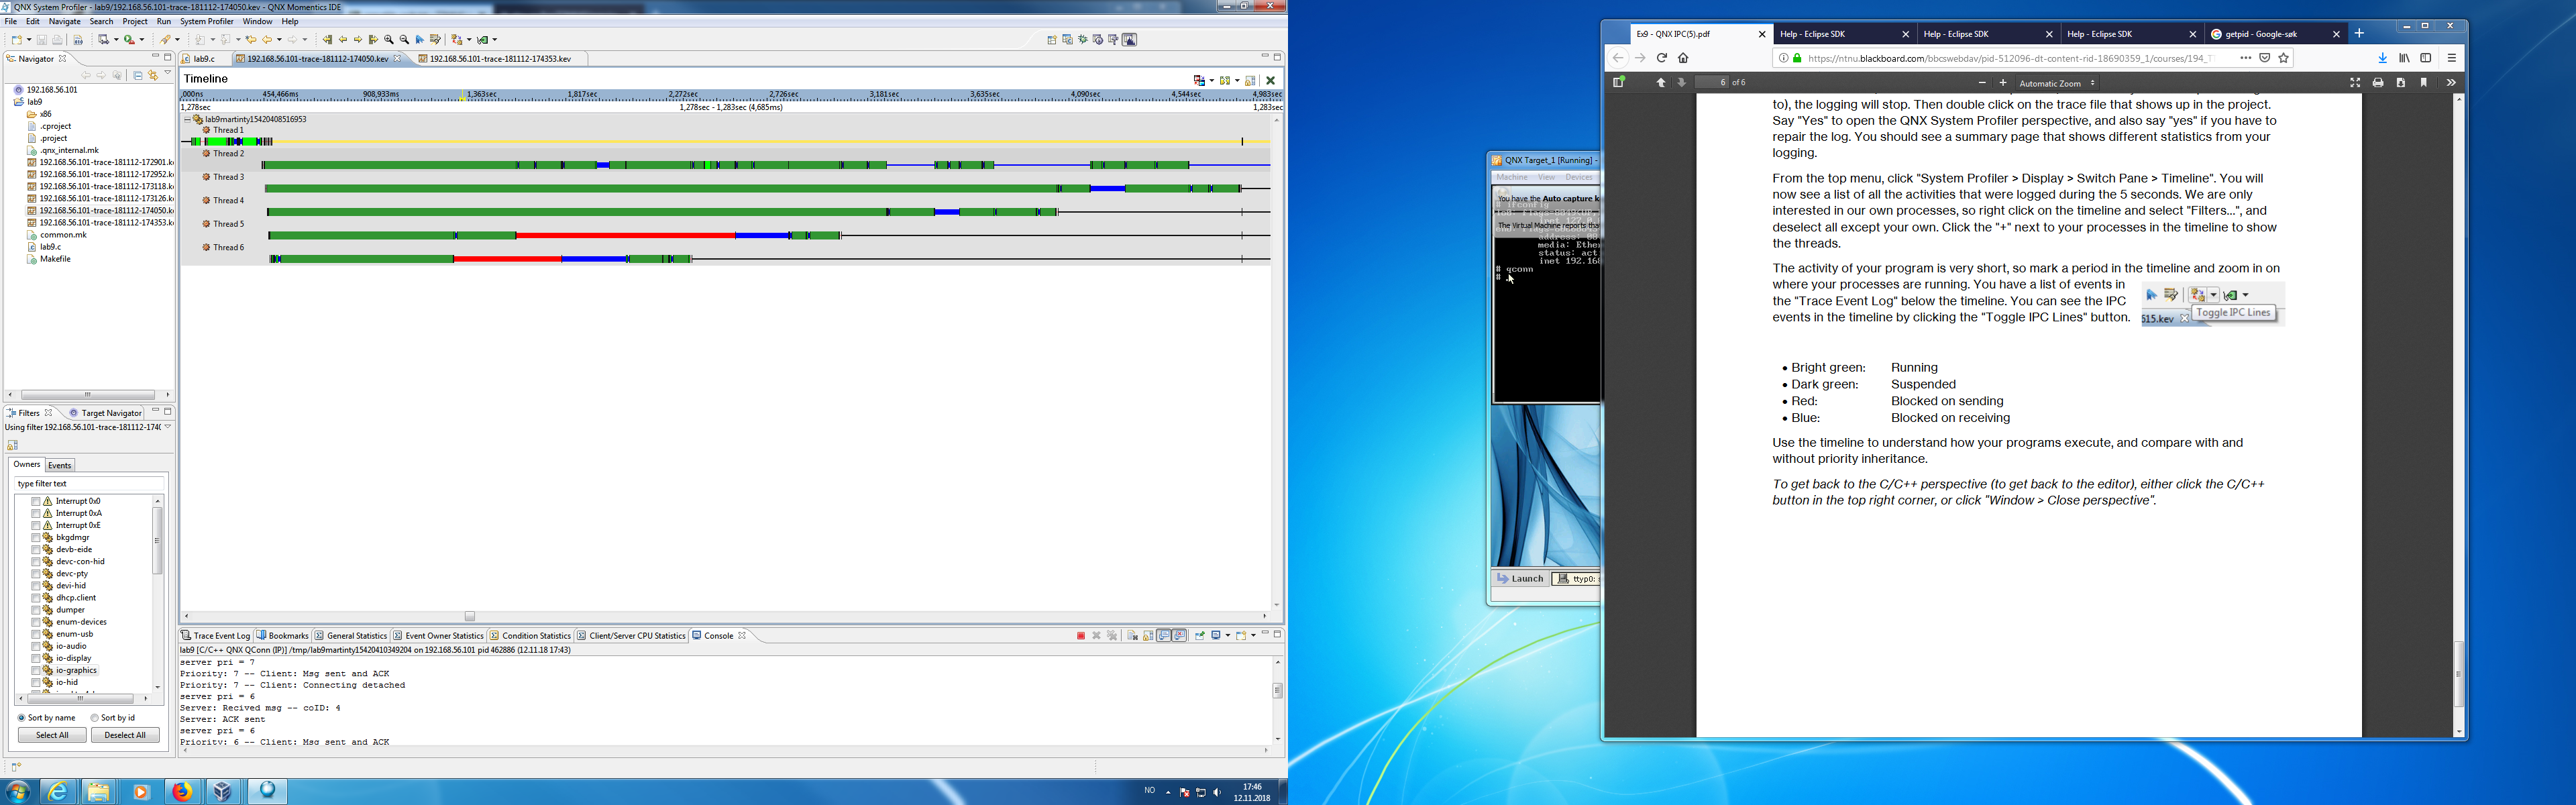 QNX System Profiler - lab9/192.168.56.101-trace-181112-174050.kev - QNX Momentics IDE
File Edit Navigate Search Project Run System Profiler Window Help
Navigator
192.168.56.101
lab9
x86
.cproject
.project
.qnx_internal.mk
192.168.56.101-trace-181112-172901.k
192.168.56.101-trace-181112-172952.k
192.168.56.101-trace-181112-173118.k
192.168.56.101-trace-181112-173126.k
192.168.56.101-trace-181112-174050.k
192.168.56.101-trace-181112-174353.k
common.mk
lab9.c
Makefile
Filters Target Navigator
Using filter 192.168.56.101-trace-181112-174(
Owners Events
type filter text
Interrupt 0x0
Interrupt 0xA
Interrupt 0xE
bkgdmgr
devb-eide
devc-con-hid
devc-pty
devi-hid
dhcp.client
dumper
enum-devices
enum-usb
io-audio
io-display
io-graphics
io-hid
Sort by name Sort by id
Select All Deselect All
lab9.c 192.168.56.101-trace-181112-174050.kev 192.168.56.101-trace-181112-174353.kev
Timeline
,000ns 454,466ms 908,933ms 1,363sec 1,817sec 2,272sec 2,726sec 3,181sec 3,635sec 4,090sec 4,544sec 4,983sec
1,278sec 1,278sec - 1,283sec (4,685ms) 1,283sec
lab9martinty15420408516953
Thread 1
Thread 2
Thread 3
Thread 4
Thread 5
Thread 6
Trace Event Log Bookmarks General Statistics Event Owner Statistics Condition Statistics Client/Server CPU Statistics Console
lab9 [C/C++ QNX QConn (IP)] /tmp/lab9martinty15420410349204 on 192.168.56.101 pid 462886 (12.11.18 17:43)
server pri = 7
Priority: 7 -- Client: Msg sent and ACK
Priority: 7 -- Client: Connecting detached
server pri = 6
Server: Recived msg -- coID: 4
Server: ACK sent
server pri = 6
Priority: 6 -- Client: Msg sent and ACK
NO 17:46
12.11.2018
QNX Target_1 [Running] -
Machine View Devices
You have the Auto capture k
# ifconfig
The Virtual Machine reports tha
media: Ether
status: act
inet 192.168
# qconn
#
Launch ttyp0:
Ex9 - QNX IPC(5).pdf Help - Eclipse SDK Help - Eclipse SDK Help - Eclipse SDK getpid - Google-søk
https://ntnu.blackboard.com/bbcswebdav/pid-512096-dt-content-rid-18690359_1/courses/194_T
6 of 6 Automatic Zoom
to), the logging will stop. Then double click on the trace file that shows up in the project.
Say "Yes" to open the QNX System Profiler perspective, and also say "yes" if you have to
repair the log. You should see a summary page that shows different statistics from your
logging.
From the top menu, click "System Profiler > Display > Switch Pane > Timeline". You will
now see a list of all the activities that were logged during the 5 seconds. We are only
interested in our own processes, so right click on the timeline and select "Filters...", and
deselect all except your own. Click the "+" next to your processes in the timeline to show
the threads.
The activity of your program is very short, so mark a period in the timeline and zoom in on
where your processes are running. You have a list of events in
the "Trace Event Log" below the timeline. You can see the IPC
events in the timeline by clicking the "Toggle IPC Lines" button.
Toggle IPC Lines
515.kev
• Bright green: Running
• Dark green: Suspended
• Red: Blocked on sending
• Blue: Blocked on receiving
Use the timeline to understand how your programs execute, and compare with and
without priority inheritance.
To get back to the C/C++ perspective (to get back to the editor), either click the C/C++
button in the top right corner, or click "Window > Close perspective".